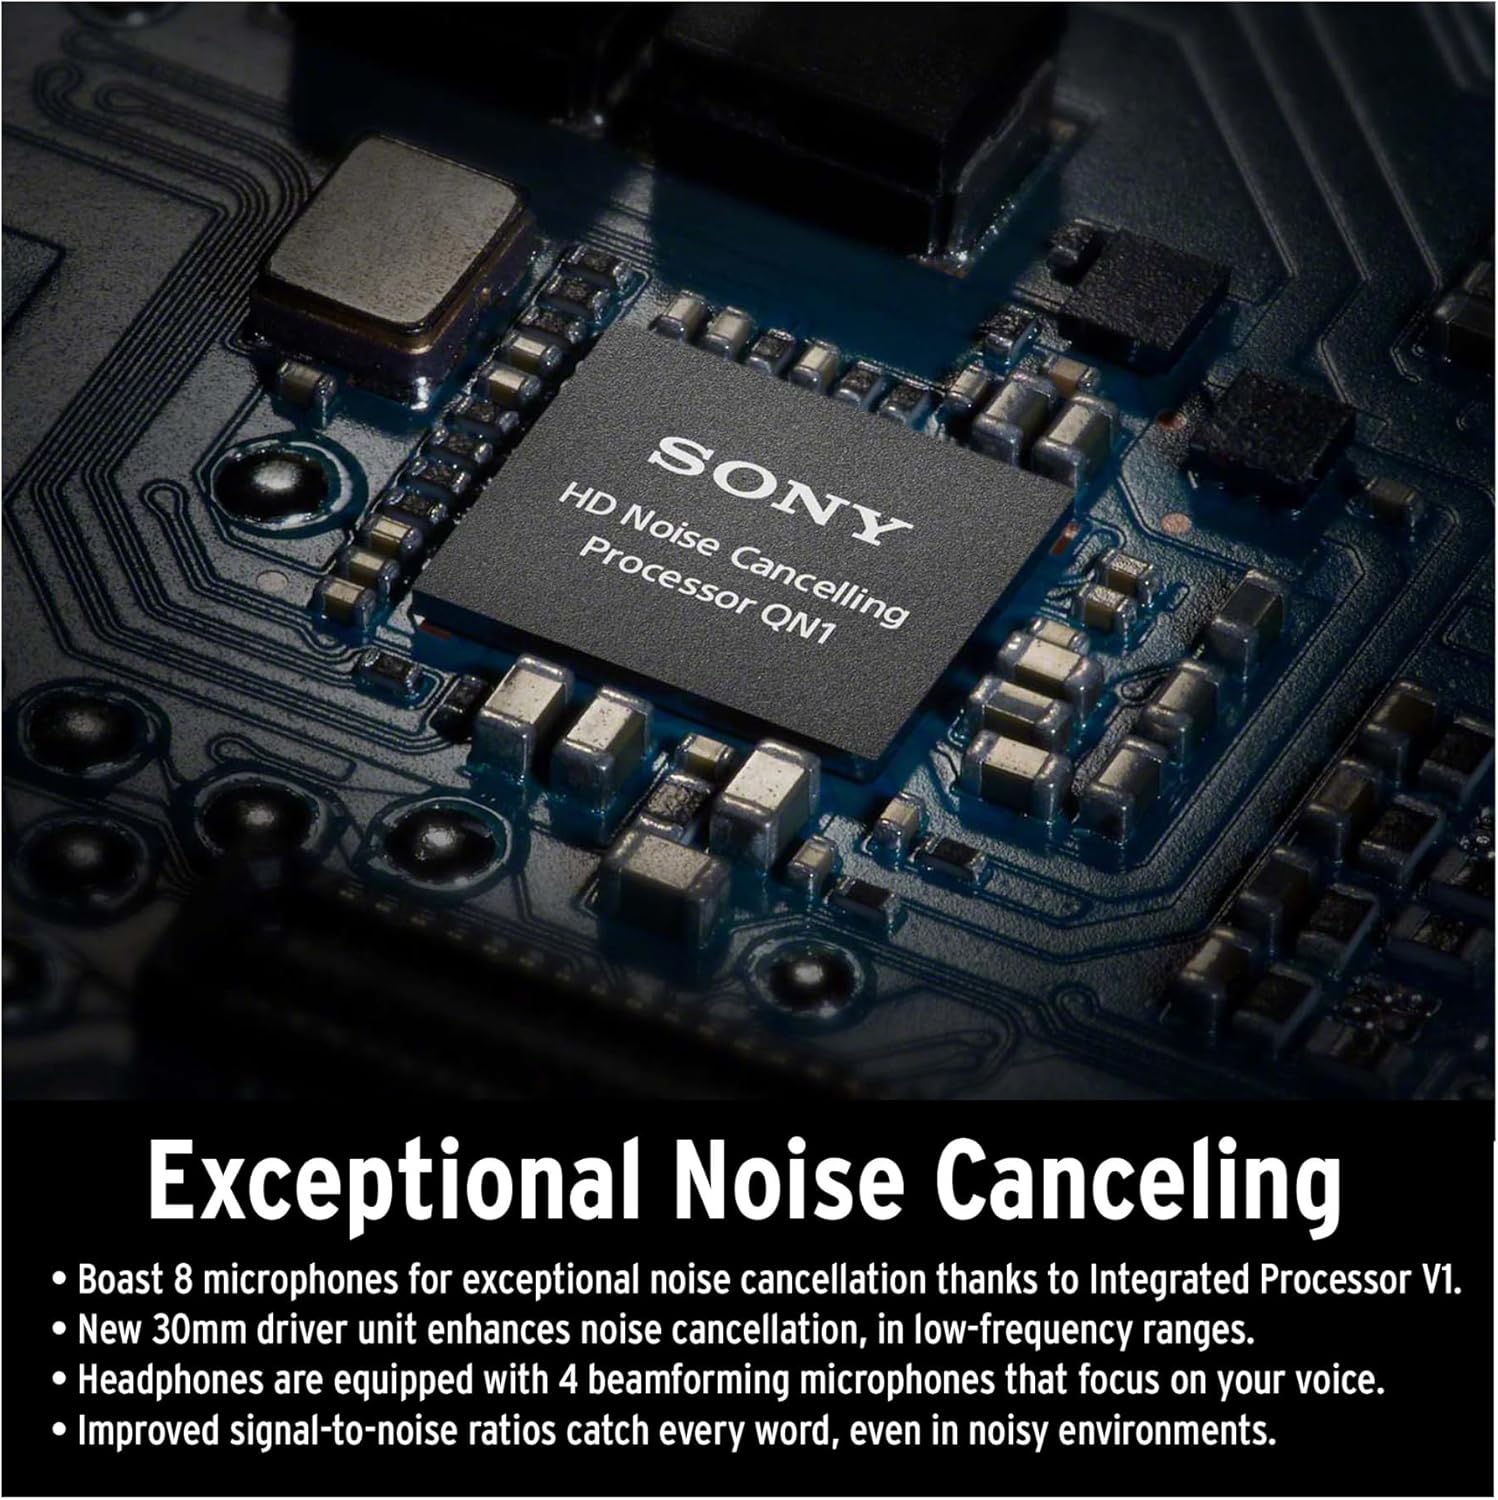 SONY
HD Noise Cancelling
Processor QN1
Exceptional Noise Canceling
• Boast 8 microphones for exceptional noise cancellation thanks to Integrated Processor V1.
• New 30mm driver unit enhances noise cancellation, in low-frequency ranges.
• Headphones are equipped with 4 beamforming microphones that focus on your voice.
• Improved signal-to-noise ratios catch every word, even in noisy environments.